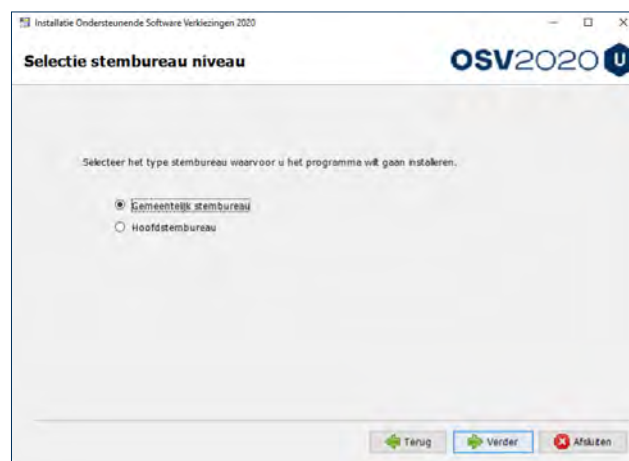 Installatie Ondersteunende Software Verkiezingen 2020
Selectie stembureau niveau
OSV2020 U
Selecteer het type stembureau waarvoor u het programma wilt gaan installeren.
Gemeentelijk stembureau
Hoofdstembureau
Terug
Verder
Afsluiten